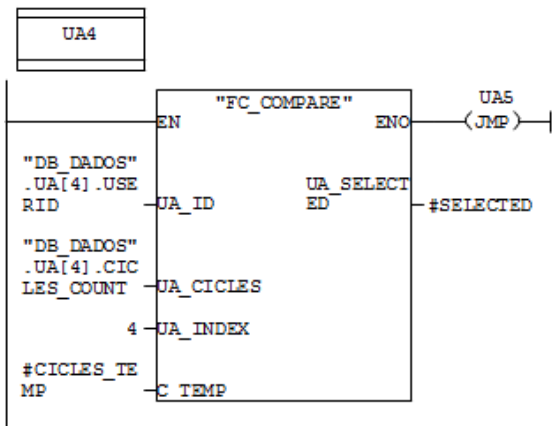 UA4
"FC_COMPARE"
UA5
EN
ENO
(JMP)
"DB_DADOS"
.UA[4].USE
RID
UA_ID
UA_SELECT
ED
#SELECTED
"DB_DADOS"
.UA[4].CIC
LES_COUNT
UA_CICLES
4
UA_INDEX
#CICLES_TE
MP
C_TEMP